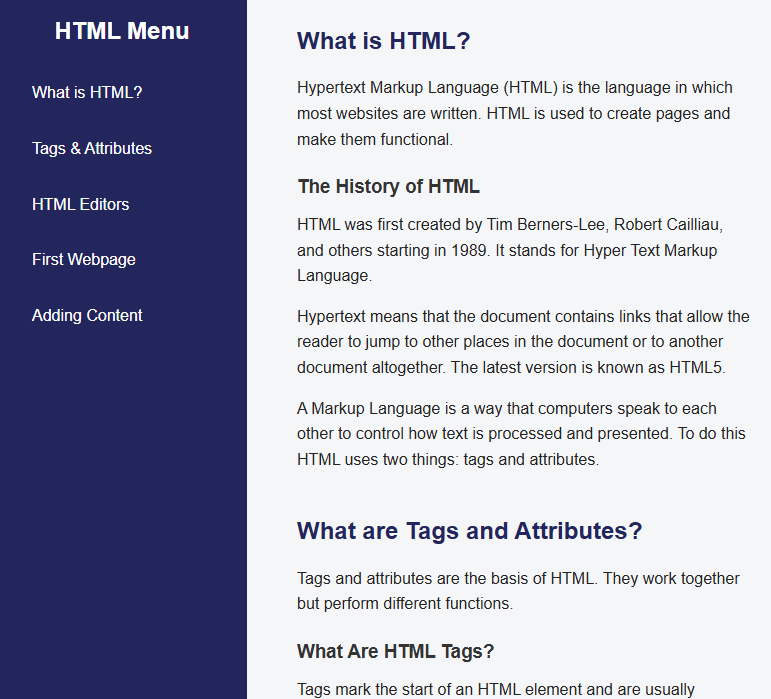 HTML Menu
What is HTML?
Tags & Attributes
HTML Editors
First Webpage
Adding Content
What is HTML?
Hypertext Markup Language (HTML) is the language in which
most websites are written. HTML is used to create pages and
make them functional.
The History of HTML
HTML was first created by Tim Berners-Lee, Robert Cailliau,
and others starting in 1989. It stands for Hyper Text Markup
Language.
Hypertext means that the document contains links that allow the
reader to jump to other places in the document or to another
document altogether. The latest version is known as HTML5.
A Markup Language is a way that computers speak to each
other to control how text is processed and presented. To do this
HTML uses two things: tags and attributes.
What are Tags and Attributes?
Tags and attributes are the basis of HTML. They work together
but perform different functions.
What Are HTML Tags?
Tags mark the start of an HTML element and are usually